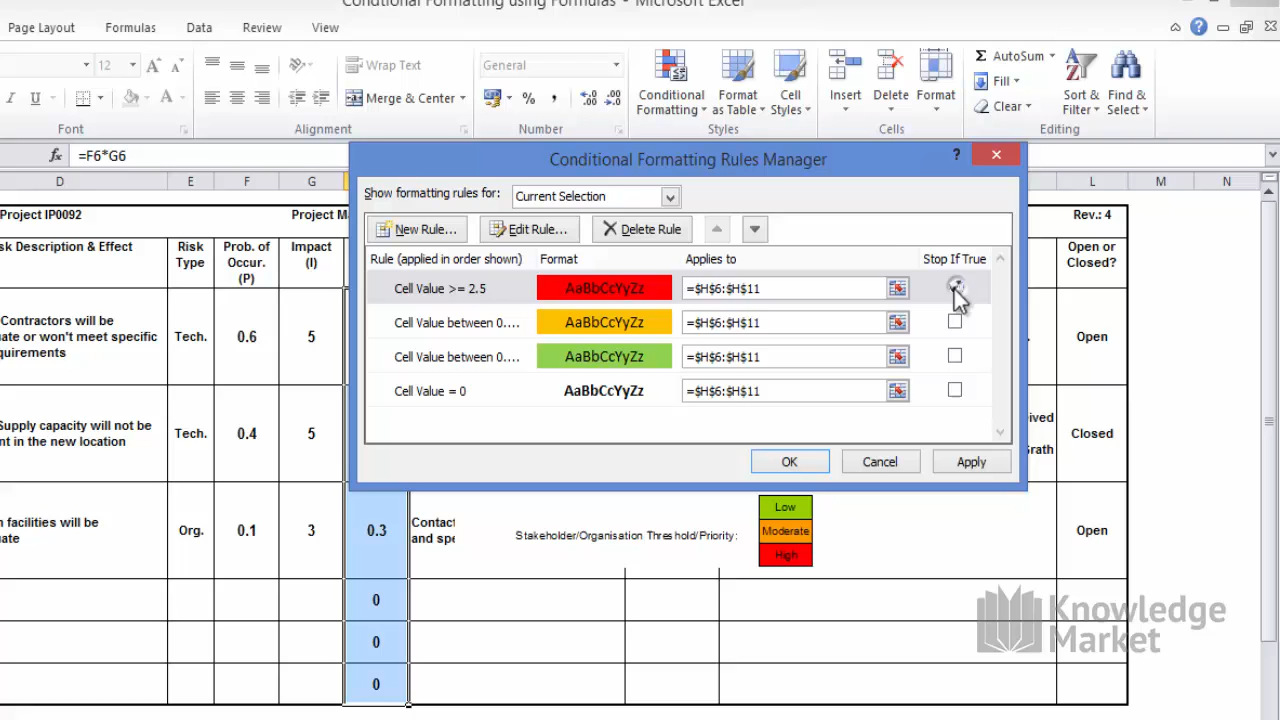 Conditional Formatting using Formulas - Microsoft Excel
Page Layout Formulas Data Review View
12 Wrap Text General AutoSum
Fill
U Merge & Center % , Conditional Formatting Format as Table Cell Styles Insert Delete Format Clear Sort & Filter Find & Select
Font Alignment Number Styles Cells Editing
fx =F6*G6
Conditional Formatting Rules Manager ?
Show formatting rules for: Current Selection
New Rule... Edit Rule... Delete Rule
Rule (applied in order shown) Format Applies to Stop If True
Cell Value >= 2.5 AaBbCcYyZz =$H$6:$H$11
Cell Value between 0.... AaBbCcYyZz =$H$6:$H$11
Cell Value between 0.... AaBbCcYyZz =$H$6:$H$11
Cell Value = 0 AaBbCcYyZz =$H$6:$H$11
OK Cancel Apply
D E F G L M N
Project IP0092 Project M Rev.: 4
sk Description & Effect Risk Type Prob. of Occur. (P) Impact (I) Open or Closed?
Contractors will be
uate or won't meet specific
quirements
Tech. 0.6 5 Open
Supply capacity will not be
nt in the new location
Tech. 0.4 5 Closed
ived
Grath
n facilities will be
uate
Org. 0.1 3 0.3 Open
Contact
and spe
Stakeholder/Organisation Threshold/Priority:
Low
Moderate
High
0
0
0
Knowledge
Market